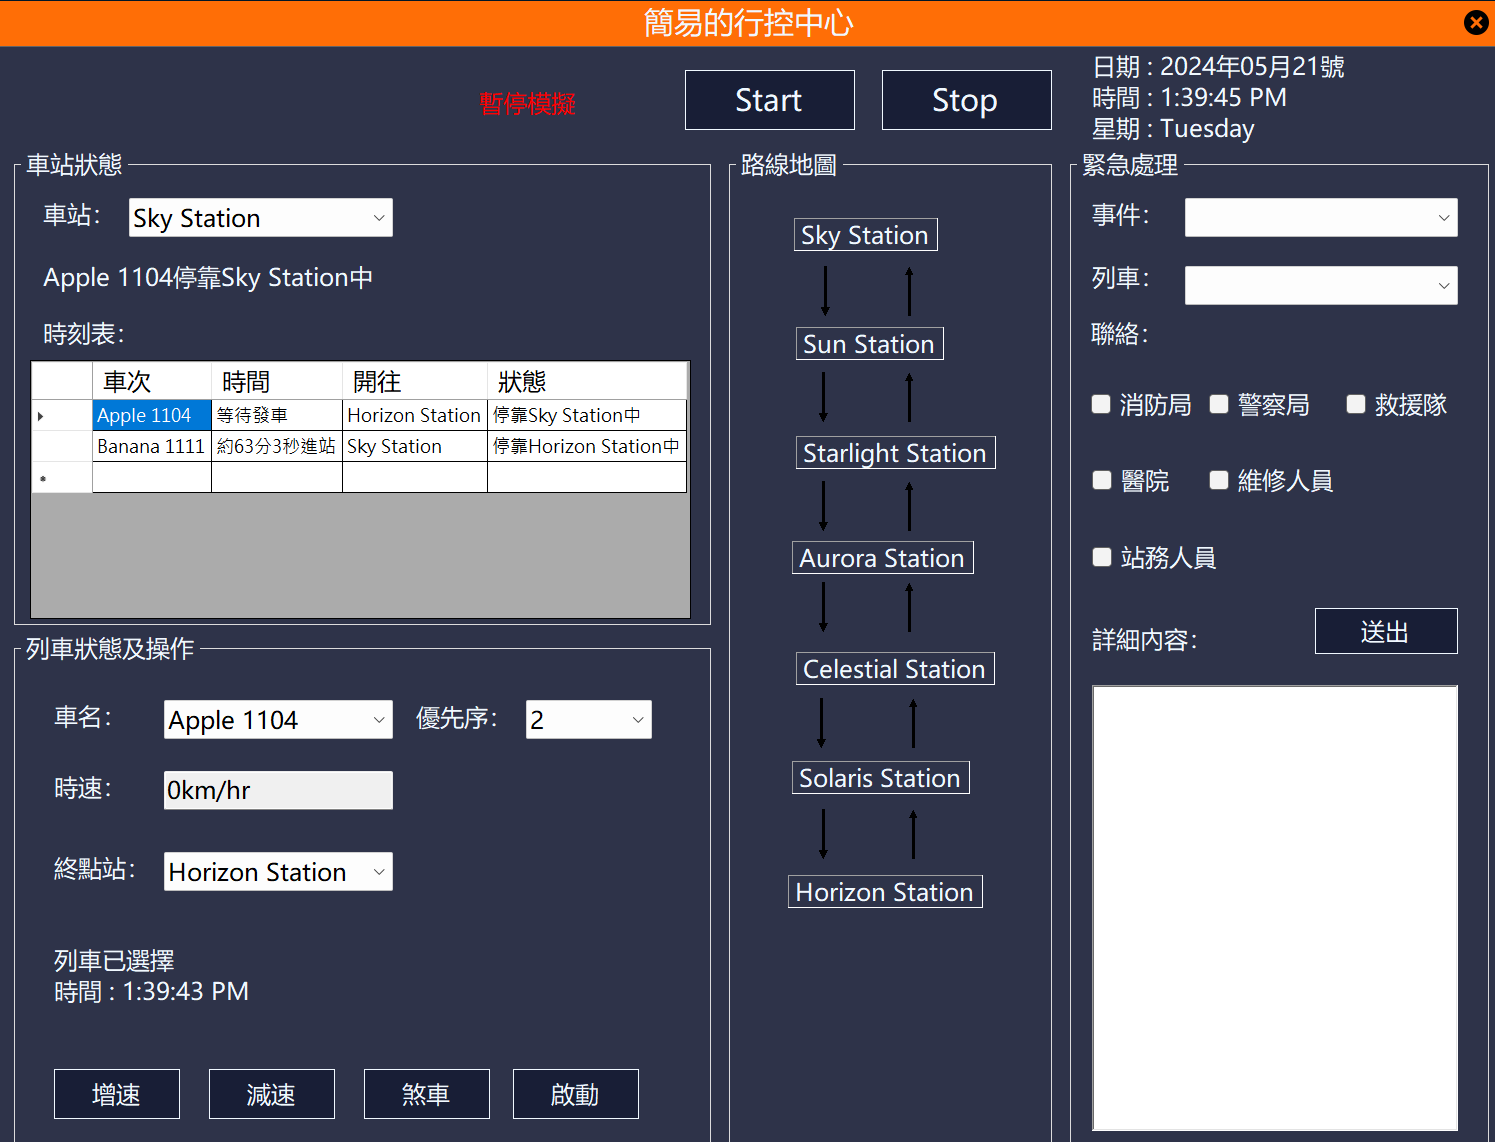 簡易的行控中心
暫停模擬
Start
Stop
日期 : 2024年05月21號
時間 : 1:39:45 PM
星期 : Tuesday
車站狀態
車站：
Sky Station
Apple 1104停靠Sky Station中
時刻表：
車次 時間 開往 狀態
Apple 1104 等待發車 Horizon Station 停靠Sky Station中
Banana 1111 約63分3秒進站 Sky Station 停靠Horizon Station中
列車狀態及操作
車名：
Apple 1104
優先序：
2
時速：
0km/hr
終點站：
Horizon Station
列車已選擇
時間 : 1:39:43 PM
增速
減速
煞車
啟動
路線地圖
Sky Station
Sun Station
Starlight Station
Aurora Station
Celestial Station
Solaris Station
Horizon Station
緊急處理
事件：
列車：
聯絡：
消防局
警察局
救援隊
醫院
維修人員
站務人員
詳細內容：
送出